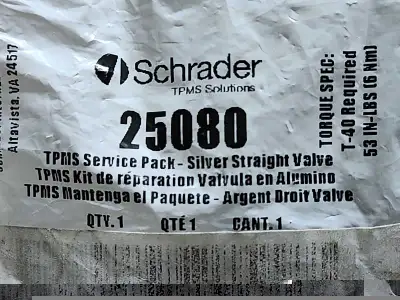 Schrader
TPMS Solutions
25080
TPMS Service Pack - Silver Straight Valve
TPMS Kit de réparation Valvula en Alumino
TPMS Mantenga el Paquete - Argent Droit Valve
QTY. 1 QTÉ 1 CANT. 1
TORQUE SPEC:
T-40 Required
53 IN-LBS (6 Nm)
Altavista, VA 24517